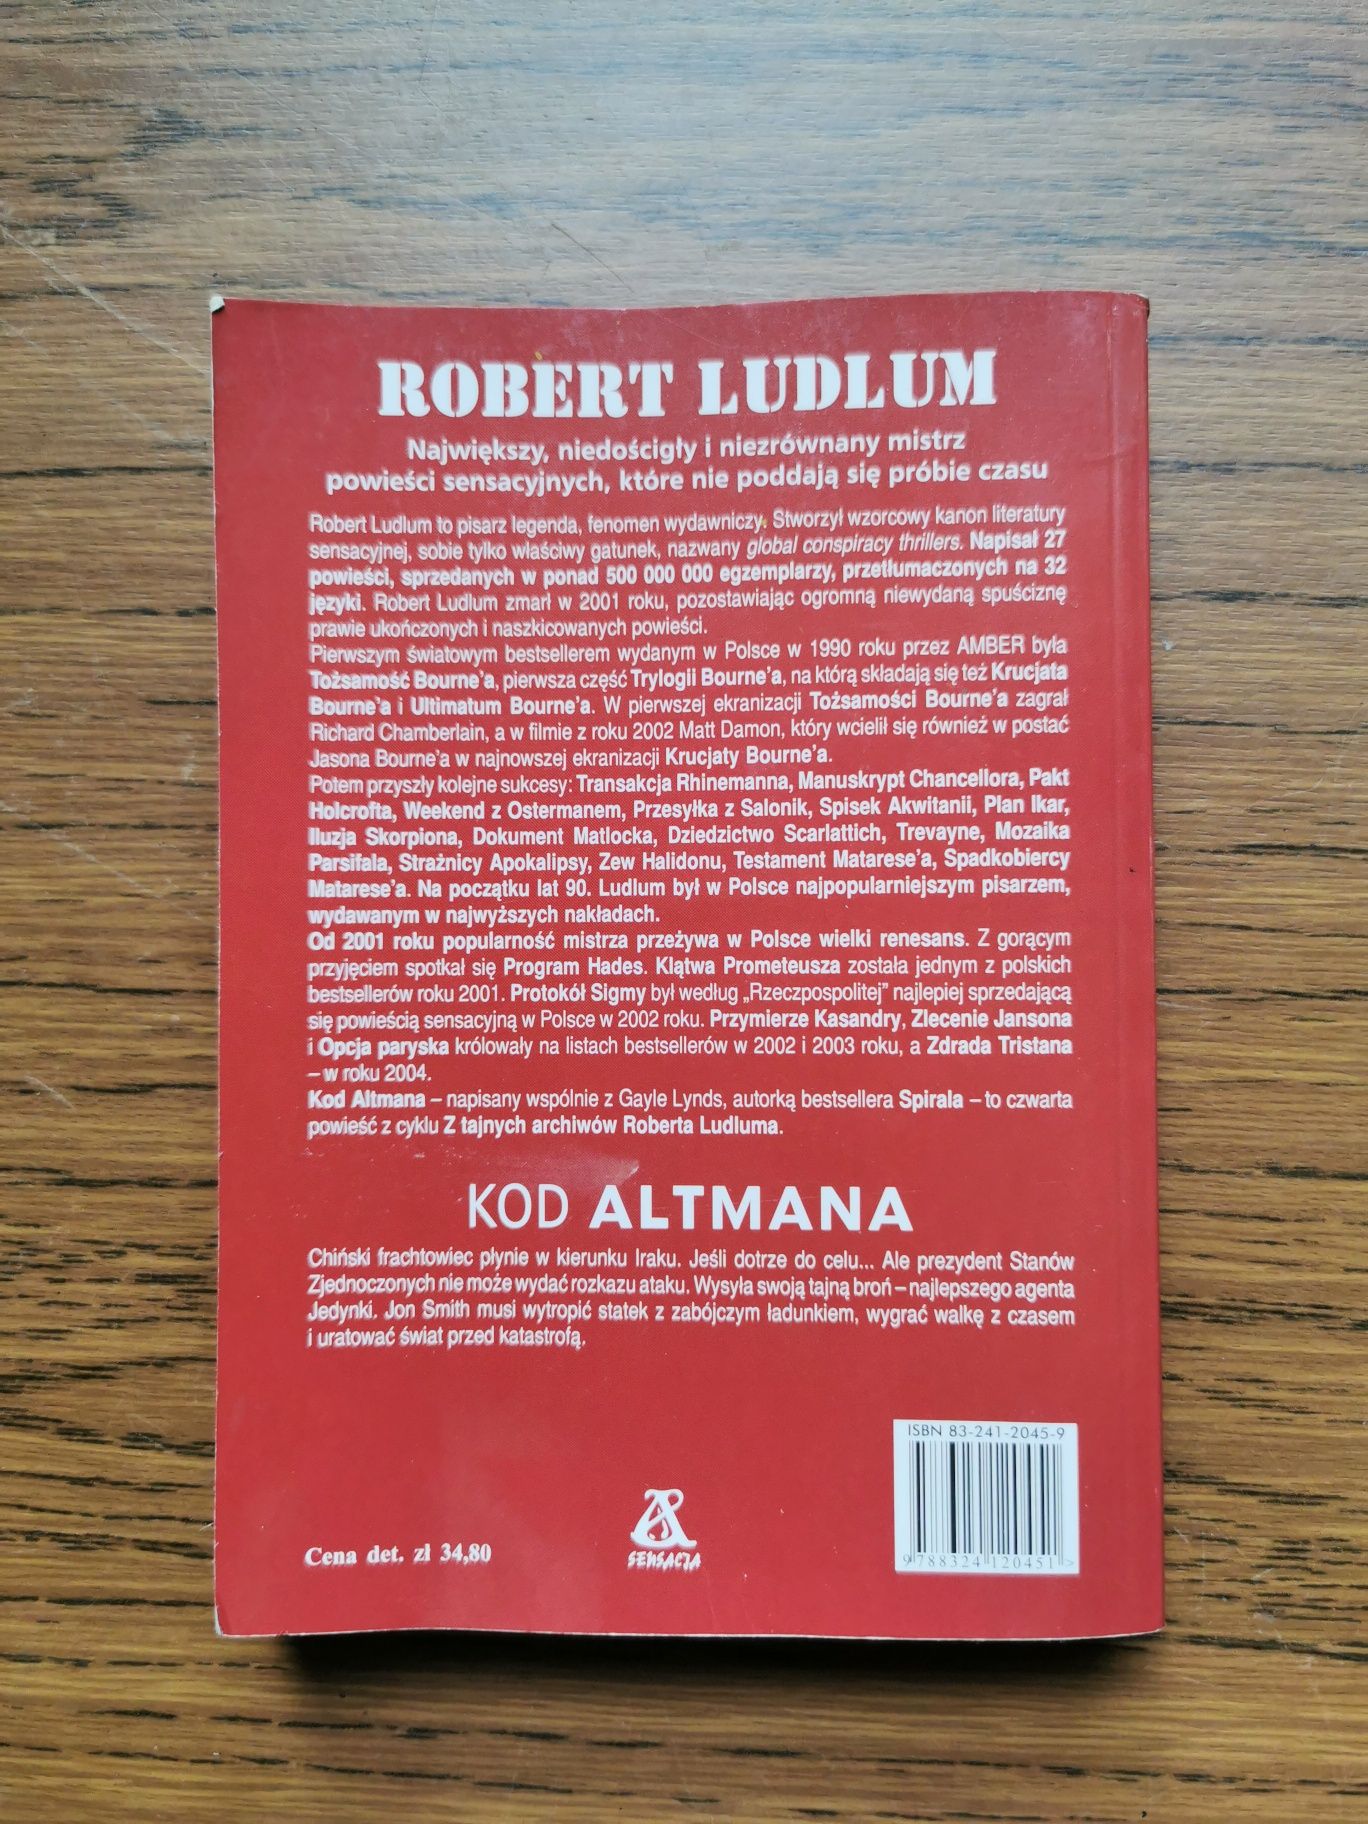 ROBERT LUDLUM
Największy, niedościgły i niezrównany mistrz
powieści sensacyjnych, które nie poddają się próbie czasu
Robert Ludlum to pisarz legenda, fenomen wydawniczy. Stworzył wzorcowy kanon literatury
sensacyjnej, sobie tylko właściwy gatunek, nazwany global conspiracy thrillers. Napisał 27
powieści, sprzedanych w ponad 500 000 000 egzemplarzy, przetłumaczonych na 32
języki. Robert Ludlum zmarł w 2001 roku, pozostawiając ogromną niewydaną spuściznę
prawie ukończonych i naszkicowanych powieści.
Pierwszym światowym bestsellerem wydanym w Polsce w 1990 roku przez AMBER była
Tożsamość Bourne'a, pierwsza część Trylogii Bourne'a, na którą składają się też Krucjata
Bourne'a i Ultimatum Bourne'a. W pierwszej ekranizacji Tożsamości Bourne'a zagrał
Richard Chamberlain, a w filmie z roku 2002 Matt Damon, który wcielił się również w postać
Jasona Bourne'a w najnowszej ekranizacji Krucjaty Bourne'a.
Potem przyszły kolejne sukcesy: Transakcja Rhinemanna, Manuskrypt Chancellora, Pakt
Holcrofta, Weekend z Ostermanem, Przesyłka z Salonik, Spisek Akwitanii, Plan Ikar,
Iluzja Skorpiona, Dokument Matlocka, Dziedzictwo Scarlattich, Trevayne, Mozaika
Parsifala, Strażnicy Apokalipsy, Zew Halidonu, Testament Matarese'a, Spadkobiercy
Matarese'a. Na początku lat 90. Ludlum był w Polsce najpopularniejszym pisarzem,
wydawanym w najwyższych nakładach.
Od 2001 roku popularność mistrza przeżywa w Polsce wielki renesans. Z gorącym
przyjęciem spotkał się Program Hades. Klątwa Prometeusza została jednym z polskich
bestsellerów roku 2001. Protokół Sigmy był według „Rzeczpospolitej” najlepiej sprzedającą
się powieścią sensacyjną w Polsce w 2002 roku. Przymierze Kasandry, Zlecenie Jansona
i Opcja paryska królowały na listach bestsellerów w 2002 i 2003 roku, a Zdrada Tristana
– w roku 2004.
Kod Altmana – napisany wspólnie z Gayle Lynds, autorką bestsellera Spirala – to czwarta
powieść z cyklu Z tajnych archiwów Roberta Ludluma.
KOD ALTMANA
Chiński frachtowiec płynie w kierunku Iraku. Jeśli dotrze do celu... Ale prezydent Stanów
Zjednoczonych nie może wydać rozkazu ataku. Wysyła swoją tajną broń – najlepszego agenta
Jedynki. Jon Smith musi wytropić statek z zabójczym ładunkiem, wygrać walkę z czasem
i uratować świat przed katastrofą.
ISBN 83-241-2045-9
9 788324 120451 >
SENSACJA
Cena det. zł 34,80